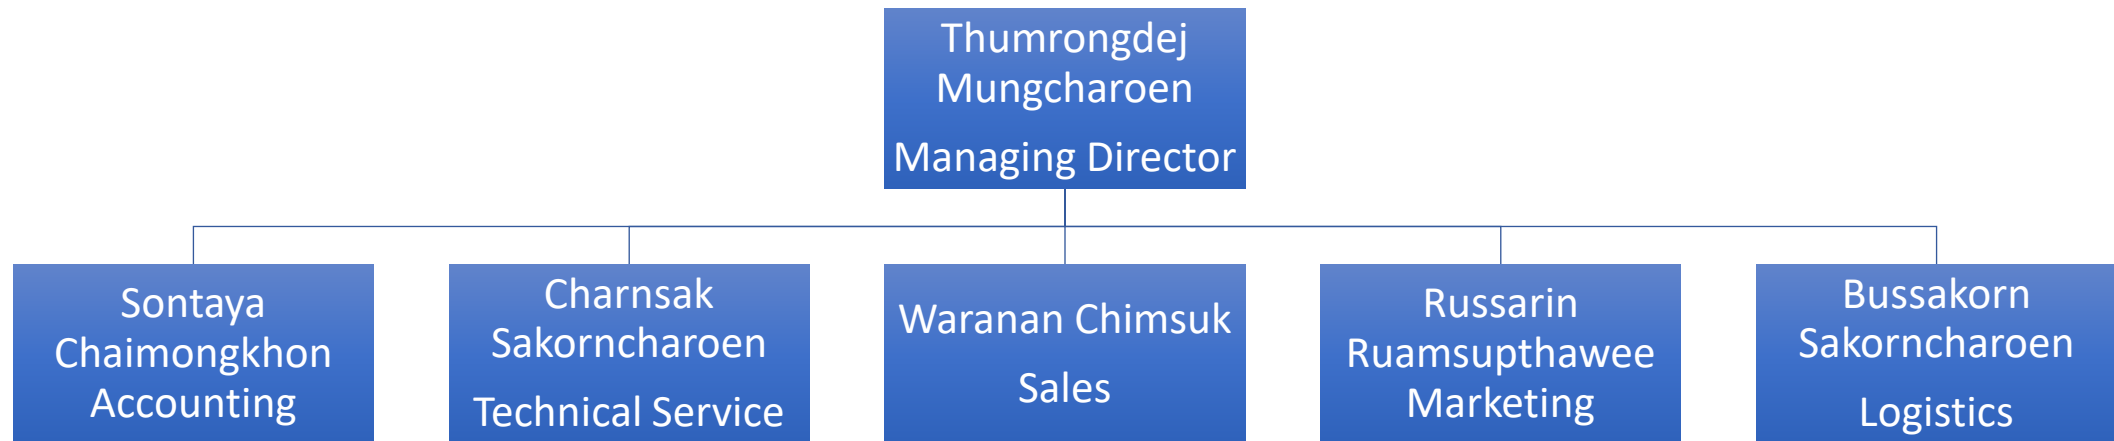 Thumrongdej
Mungcharoen
Managing Director
Sontaya
Chaimongkhon
Accounting
Charnsak
Sakorncharoen
Technical Service
Waranan Chimsuk
Sales
Russarin
Ruamsupthawee
Marketing
Bussakorn
Sakorncharoen
Logistics